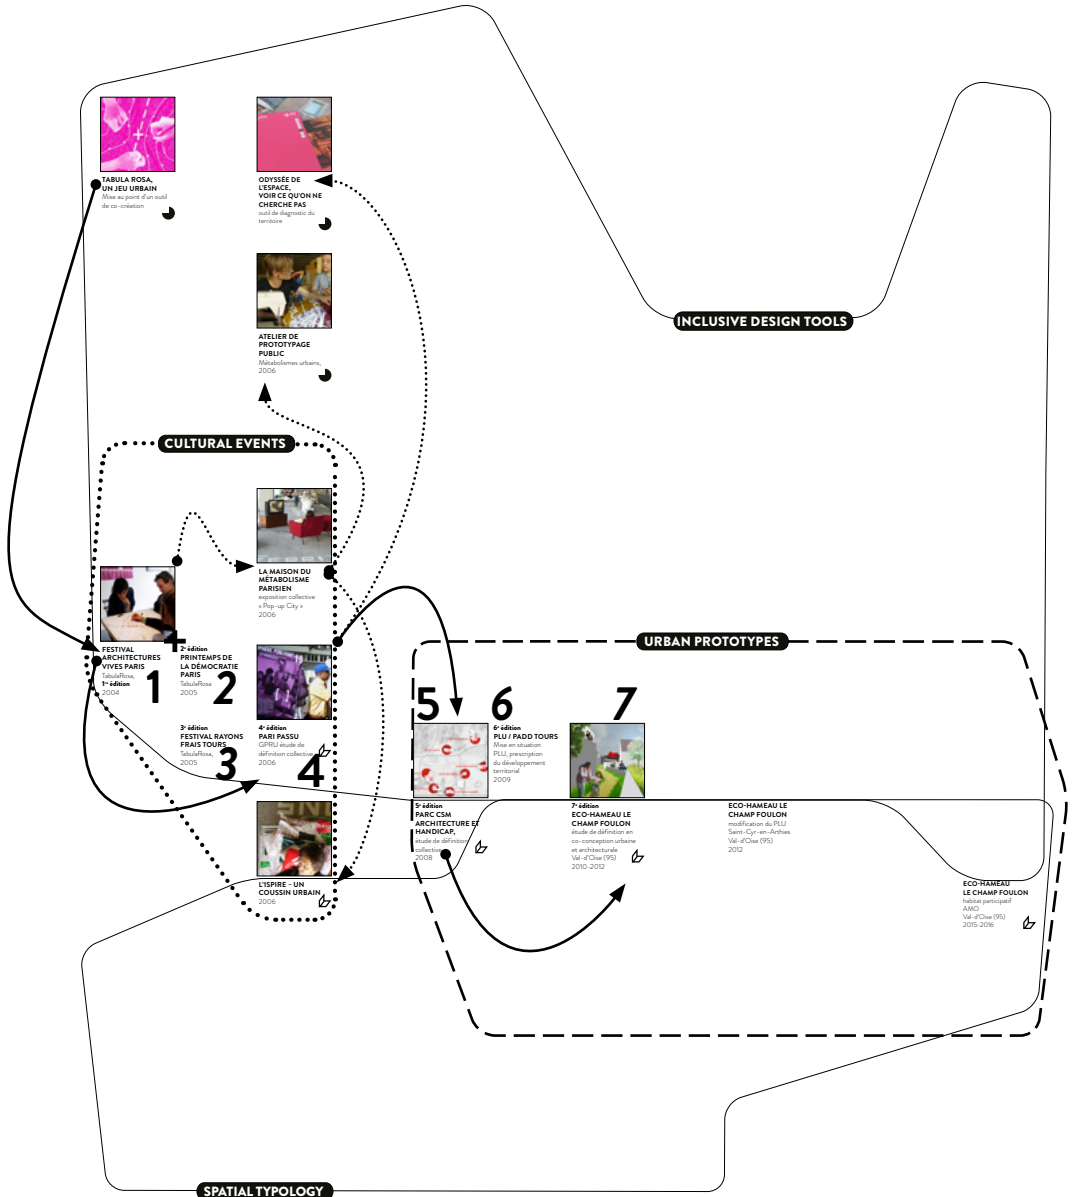 TABULA ROSA,
UN JEU URBAIN
Mise au point d'un outil
de co-création
ODYSSÉE DE
L'ESPACE,
VOIR CE QU'ON NE
CHERCHE PAS
outil de diagnostic du
territoire
ATELIER DE
PROTOTYPAGE
PUBLIC
Métabolismes urbains,
2006
INCLUSIVE DESIGN TOOLS
CULTURAL EVENTS
LA MAISON DU
MÉTABOLISME
PARISIEN
exposition collective
« Pop-up City »
2006
FESTIVAL
ARCHITECTURES
VIVES PARIS
TabulaRosa,
1re édition
2004
1
2e édition
PRINTEMPS DE
LA DÉMOCRATIE
PARIS
TabulaRosa
2005
2
3e édition
FESTIVAL RAYONS
FRAIS TOURS
TabulaRosa,
2005
3
4e édition
PARI PASSU
GPRU étude de
définition collective
2006
4
L'ISPIRE – UN
COUSSIN URBAIN
2006
URBAN PROTOTYPES
5
5e édition
PARC CSM
ARCHITECTURE ET
HANDICAP,
étude de définition
collective
2008
6
6e édition
PLU / PADD TOURS
Mise en situation
PLU, prescription
du développement
territorial
2009
7
7e édition
ECO-HAMEAU LE
CHAMP FOULON
étude de définition en
co-conception urbaine
et architecturale
Val-d'Oise (95)
2010-2012
ECO-HAMEAU LE
CHAMP FOULON
modification du PLU
Saint-Cyr-en-Arthies
Val-d'Oise (95)
2012
ECO-HAMEAU
LE CHAMP FOULON
habitat participatif
AMO
Val-d'Oise (95)
2015-2016
SPATIAL TYPOLOGY